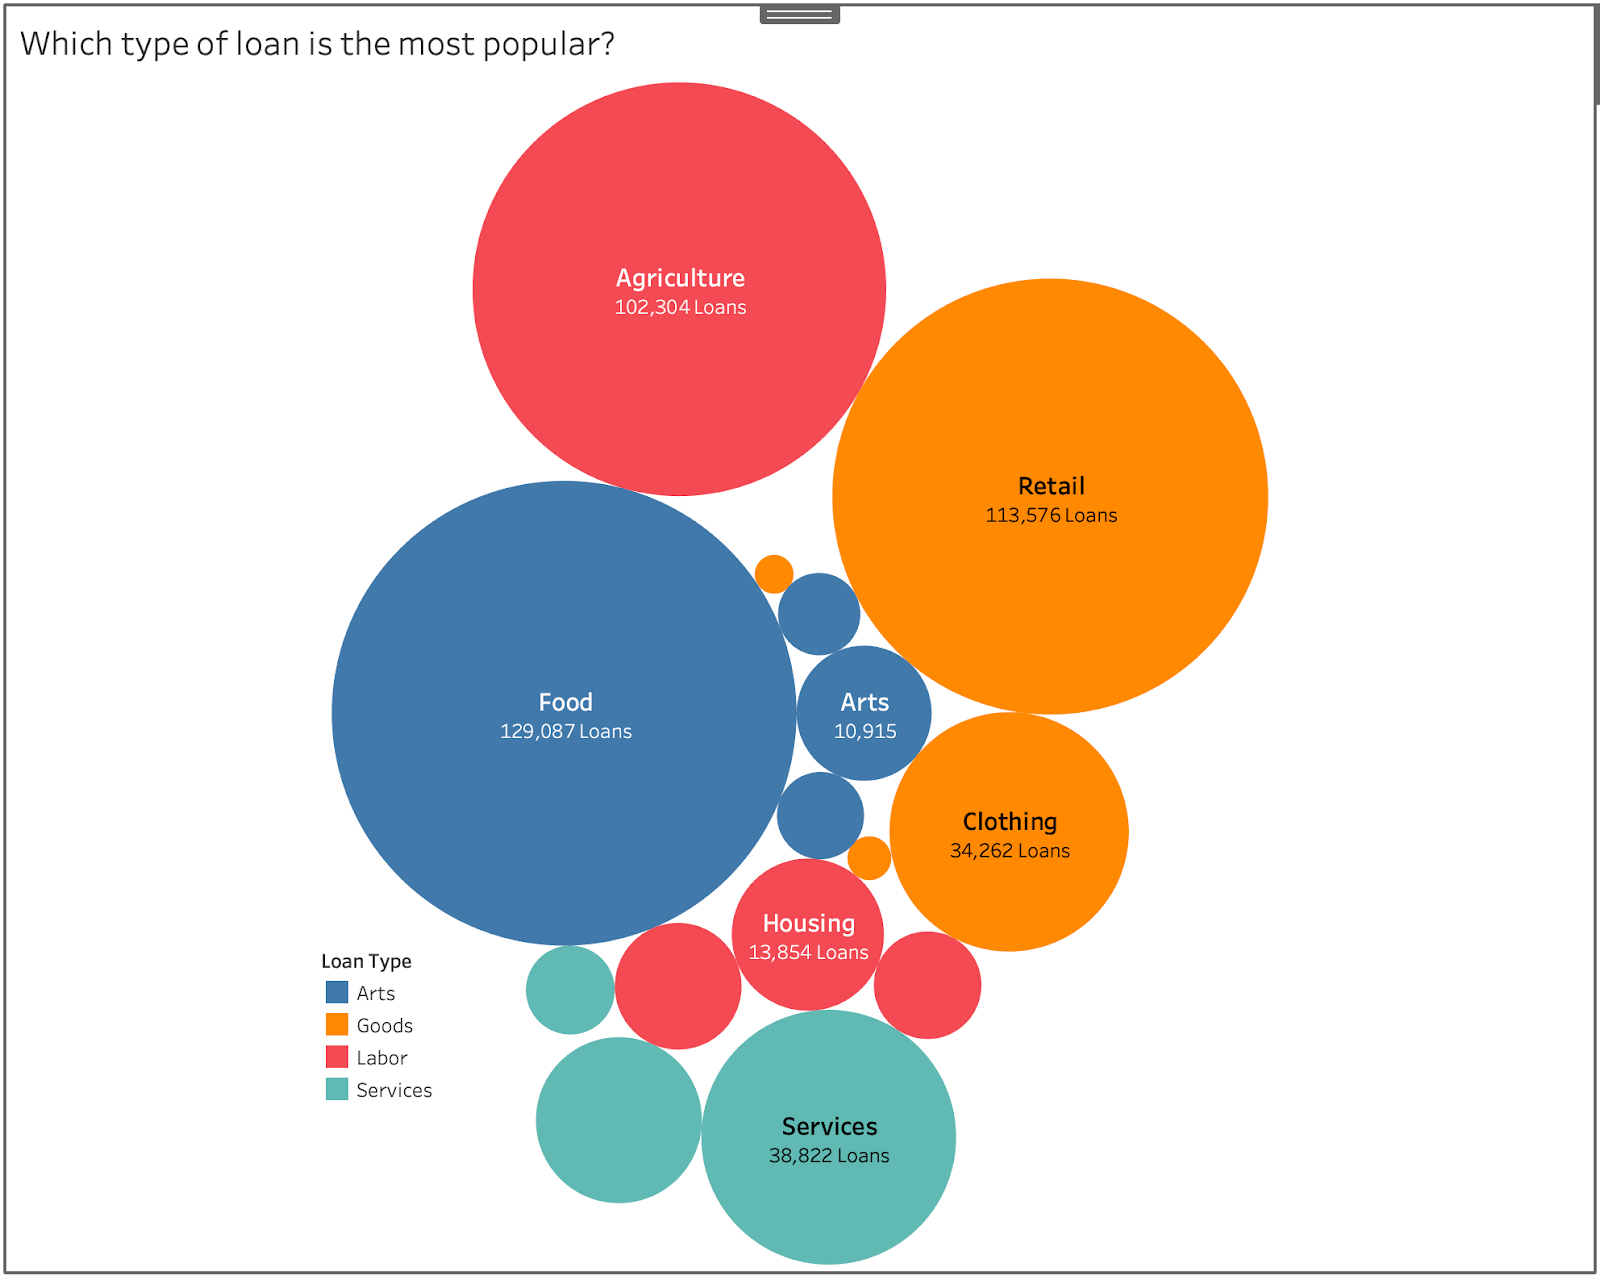 Which type of loan is the most popular?
Agriculture
102,304 Loans
Retail
113,576 Loans
Food
129,087 Loans
Arts
10,915
Clothing
34,262 Loans
Housing
13,854 Loans
Loan Type
Arts
Goods
Labor
Services
Services
38,822 Loans